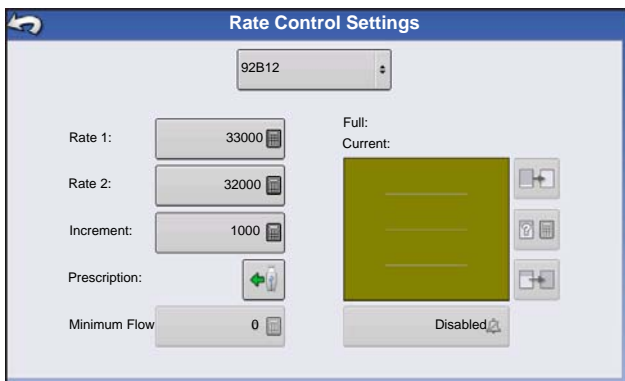 Rate Control Settings
92B12
Rate 1: 33000
Rate 2: 32000
Increment: 1000
Prescription:
Minimum Flow 0
Full:
Current:
?
Disabled